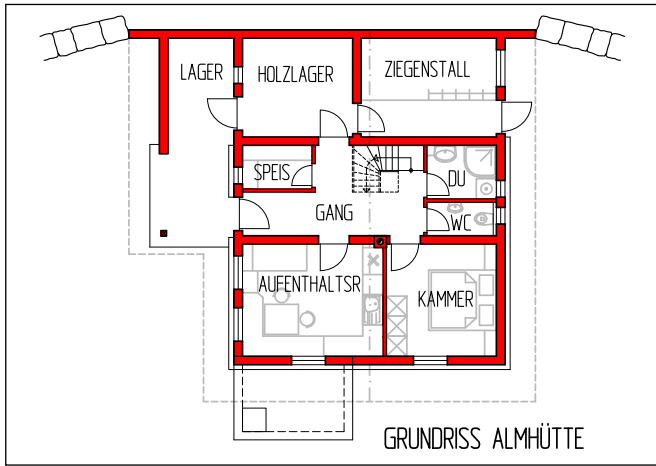 LAGER
HOLZLAGER
ZIEGENSTALL
SPEIS
DU
GANG
WC
AUFENTHALTSR
KAMMER
GRUNDRISS ALMHÜTTE